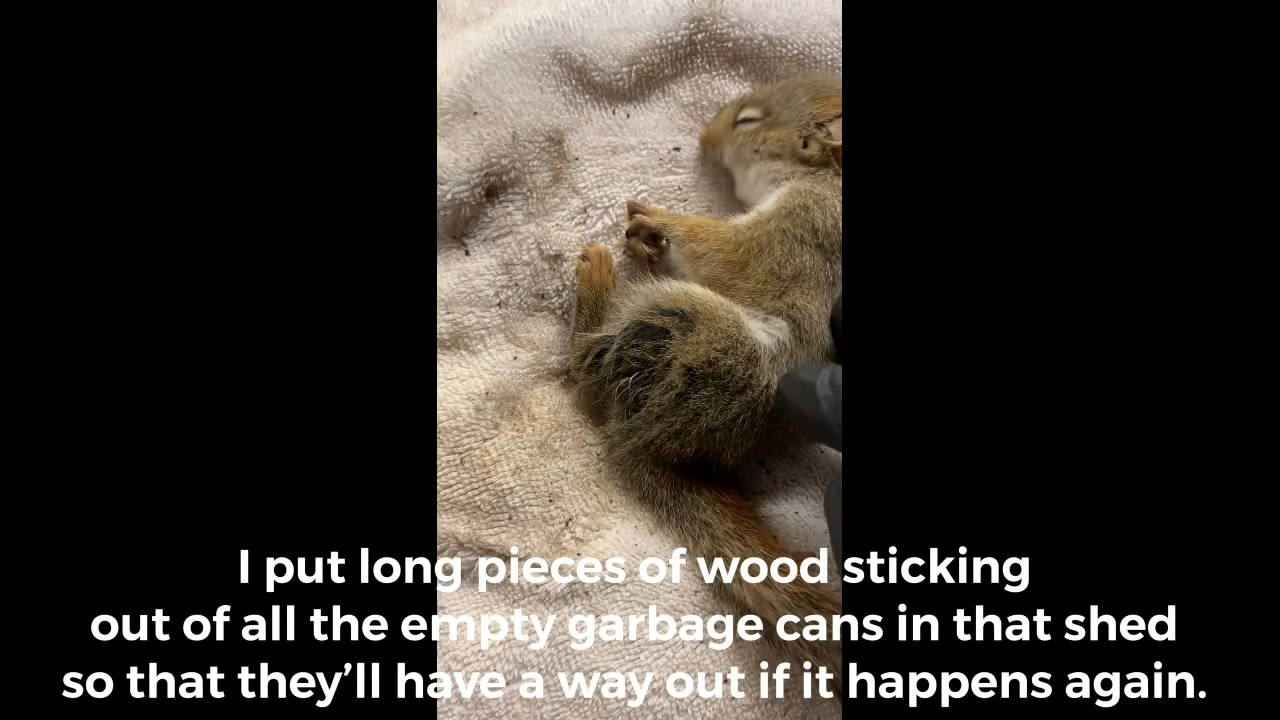 I put long pieces of wood sticking
out of all the empty garbage cans in that shed
so that they’ll have a way out if it happens again.